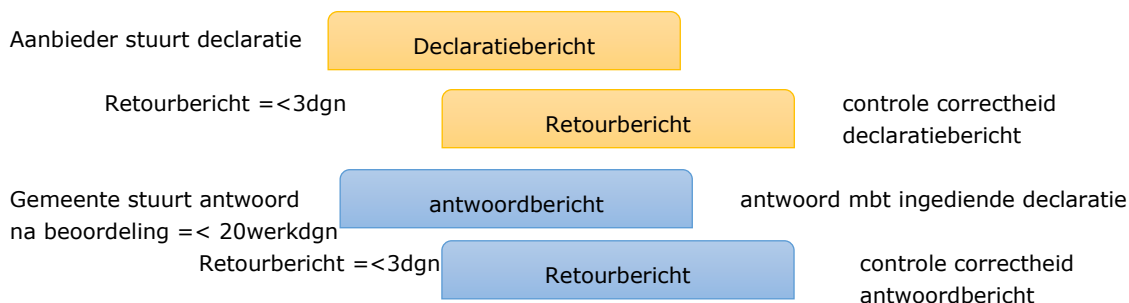 Aanbieder stuurt declaratie
Declaratiebericht
Retourbericht =<3dgn
Retourbericht
controle correctheid
declaratiebericht
Gemeente stuurt antwoord
na beoordeling =< 20werkdgn
antwoordbericht
antwoord mbt ingediende declaratie
Retourbericht =<3dgn
Retourbericht
controle correctheid
antwoordbericht